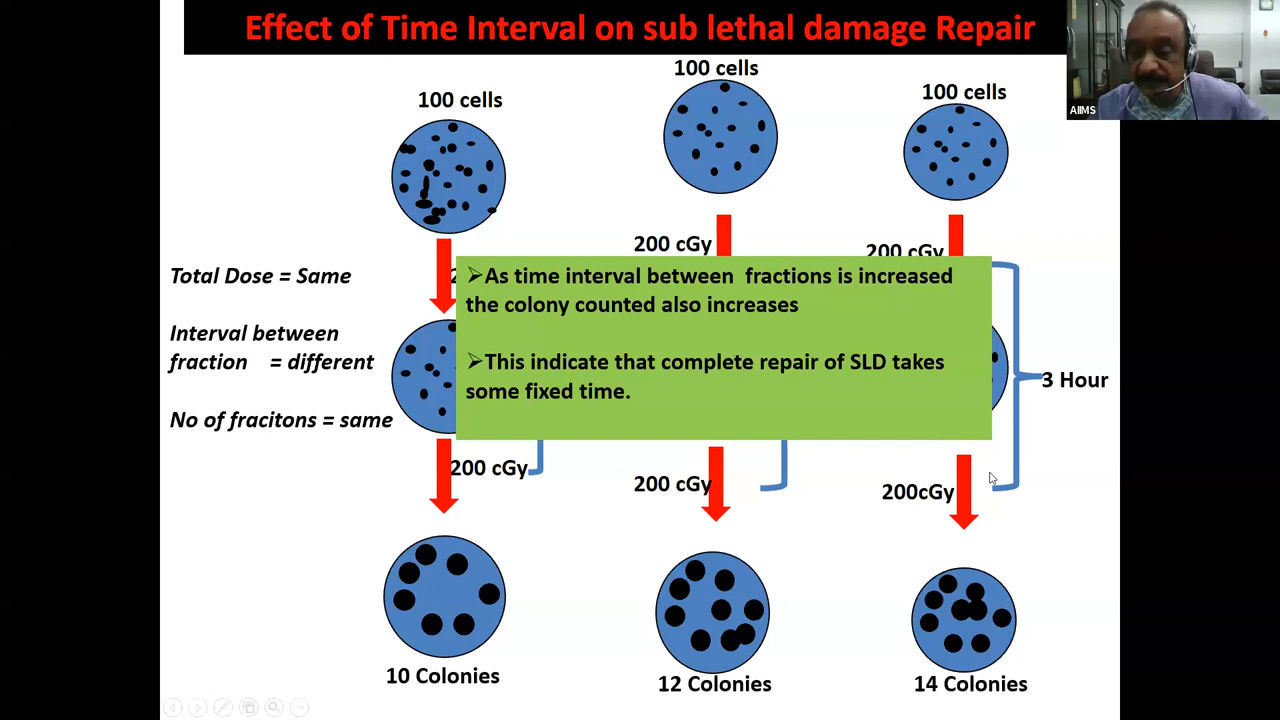 Effect of Time Interval on sub lethal damage Repair
AIIMS
100 cells
100 cells
100 cells
200 cGy
200 cGy
Total Dose = Same
Interval between
fraction = different
No of fracitons = same
➢As time interval between fractions is increased
the colony counted also increases
➢This indicate that complete repair of SLD takes
some fixed time.
3 Hour
200 cGy
200 cGy
200cGy
10 Colonies
12 Colonies
14 Colonies